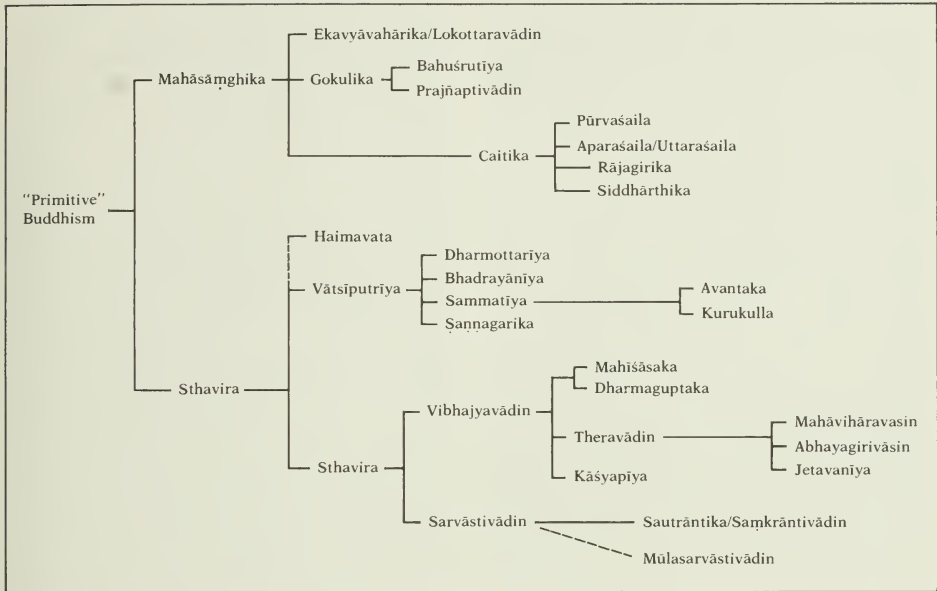 Ekavyāvahārika/Lokottaravādin
Mahāsāṃghika
Gokulika
Bahuśrutīya
Prajñaptivādin
Caitika
Pūrvaśaila
Aparaśaila/Uttaraśaila
Rājagirika
Siddhārthika
"Primitive"
Buddhism
Haimavata
Vātsīputrīya
Dharmottarīya
Bhadrayānīya
Sammatīya
Ṣaṇṇagarika
Avantaka
Kurukulla
Sthavira
Sthavira
Vibhajyavādin
Mahīśāsaka
Dharmaguptaka
Theravādin
Kāśyapīya
Mahāvihāravasin
Abhayagirivāsin
Jetavanīya
Sarvāstivādin
Sautrāntika/Saṃkrāntivādin
Mūlasarvāstivādin